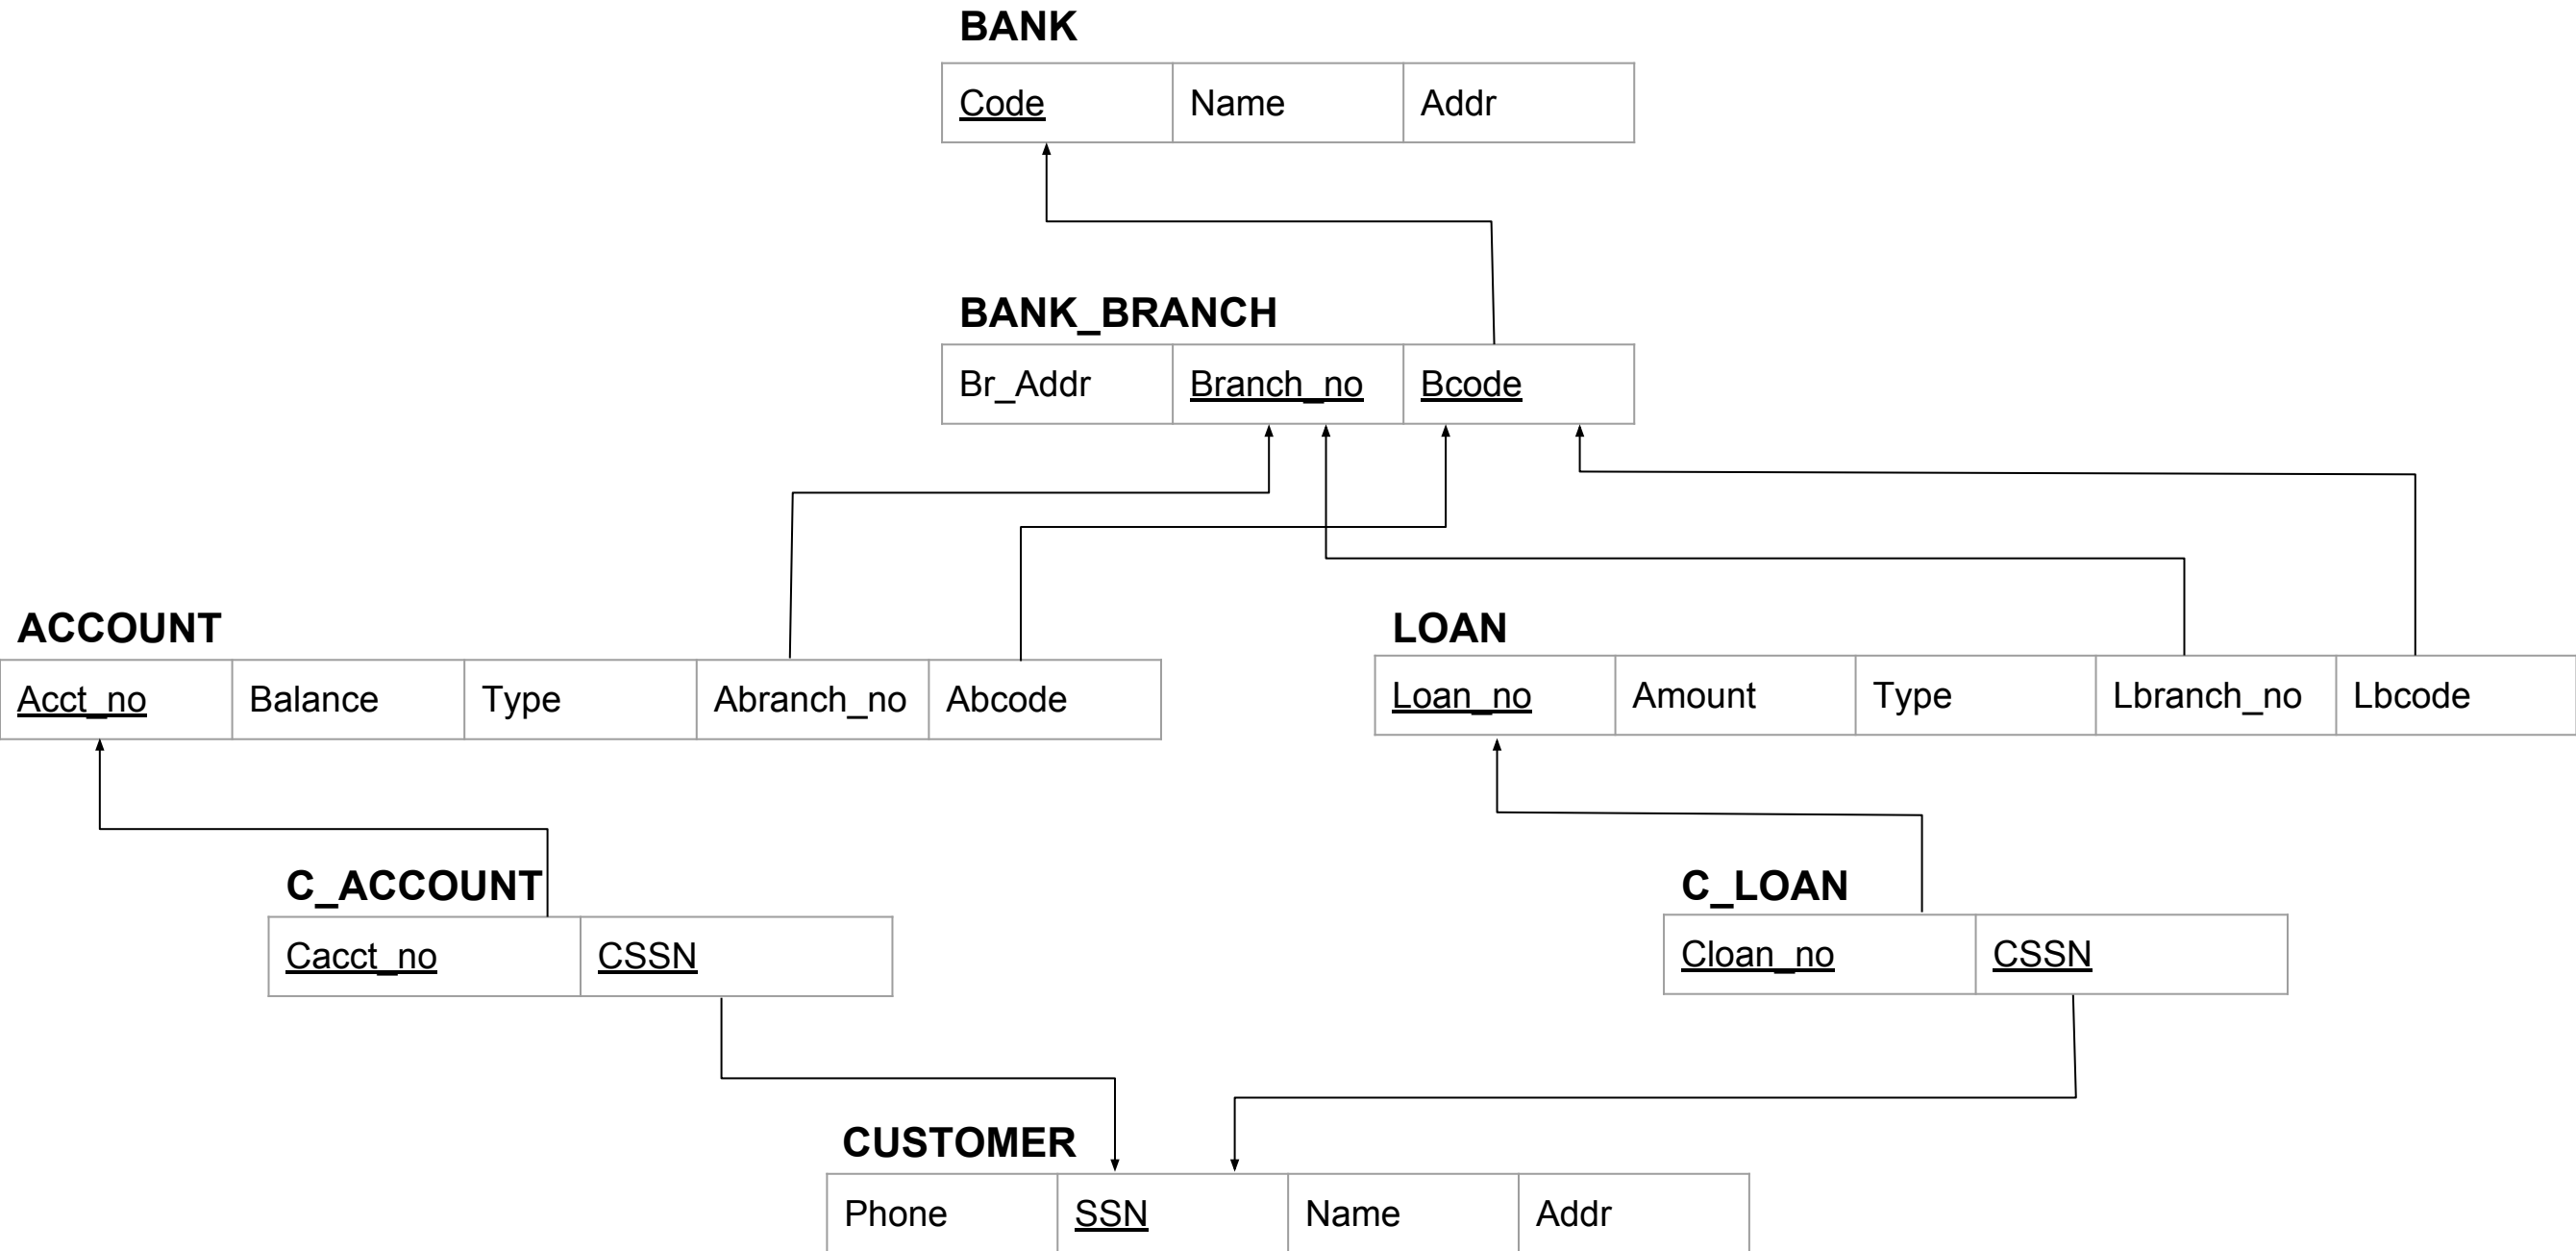 BANK
Code Name Addr
BANK_BRANCH
Br_Addr Branch_no Bcode
ACCOUNT
Acct_no Balance Type Abranch_no Abcode
LOAN
Loan_no Amount Type Lbranch_no Lbcode
C_ACCOUNT
Cacct_no CSSN
C_LOAN
Cloan_no CSSN
CUSTOMER
Phone SSN Name Addr